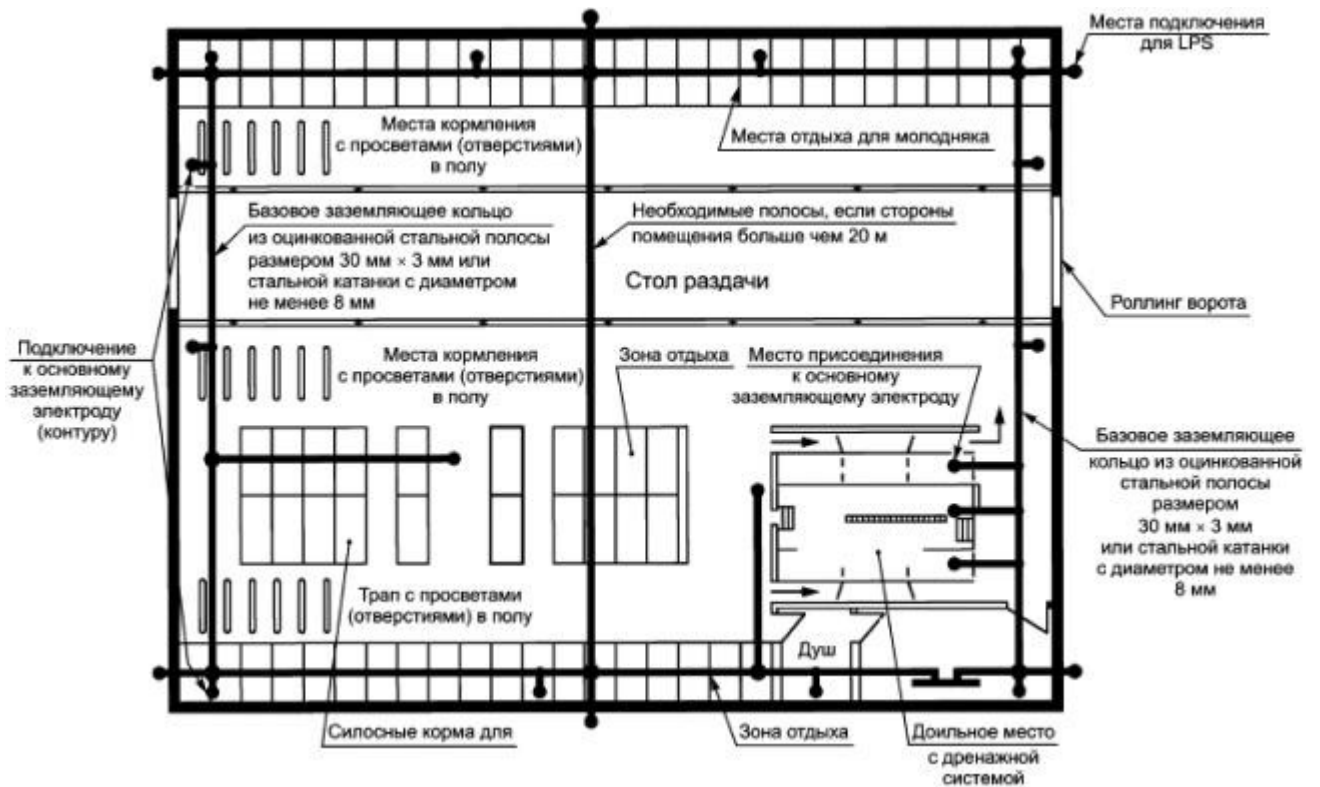 Места подключения
для LPS
Места кормления
с просветами (отверстиями)
в полу
Места отдыха для молодняка
Базовое заземляющее кольцо
из оцинкованной стальной полосы
размером 30 мм × 3 мм или
стальной катанки с диаметром
не менее 8 мм
Необходимые полосы, если стороны
помещения больше чем 20 м
Стол раздачи
Роллинг ворота
Подключение
к основному
заземляющему
электроду
(контуру)
Места кормления
с просветами (отверстиями)
в полу
Зона отдыха
Место присоединения
к основному
заземляющему электроду
Базовое заземляющее
кольцо из оцинкованной
стальной полосы
размером
30 мм × 3 мм
или стальной катанки
с диаметром не менее
8 мм
Трап с просветами
(отверстиями) в полу
Душ
Силосные корма для
Зона отдыха
Доильное место
с дренажной
системой